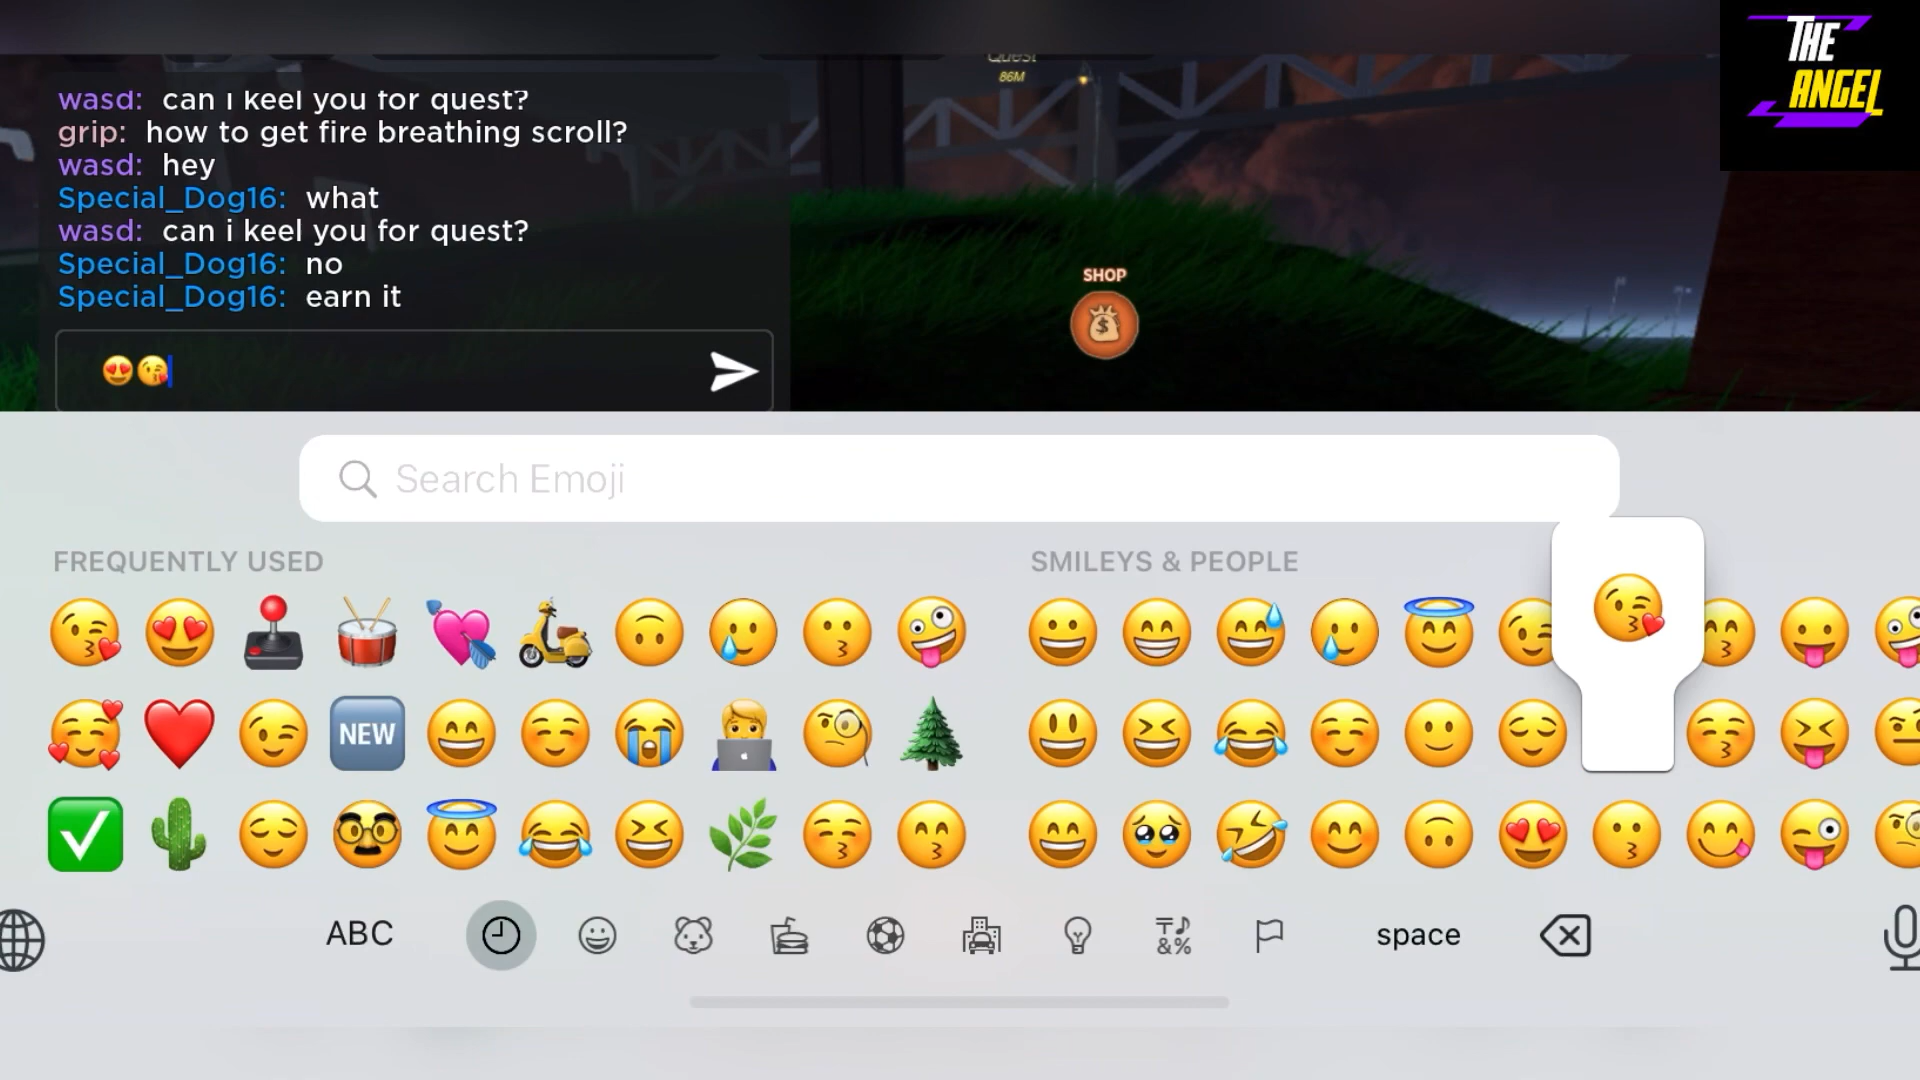 Quest
86M
THE
ANGEL
wasd: can i keel you for quest?
grip: how to get fire breathing scroll?
wasd: hey
Special_Dog16: what
wasd: can i keel you for quest?
Special_Dog16: no
Special_Dog16: earn it
SHOP
$
😍😘
Search Emoji
FREQUENTLY USED
SMILEYS & PEOPLE
NEW
ABC
&%
space